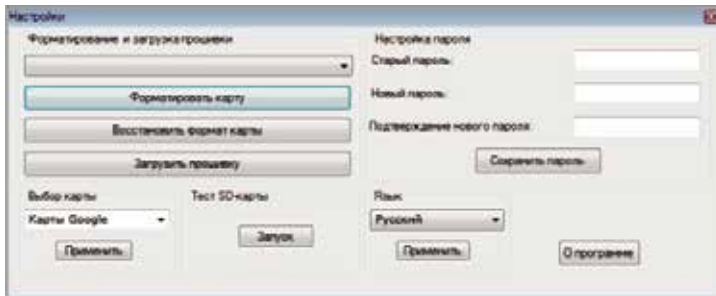 Настройки
Форматирование и загрузка прошивки
Форматировать карту
Восстановить формат карты
Загрузить прошивку
Настройка пароля
Старый пароль:
Новый пароль:
Подтверждение нового пароля:
Сохранить пароль
Выбор карты
Карты Google
Применить
Тест SD-карты
Запуск
Язык
Русский
Применить
О программе